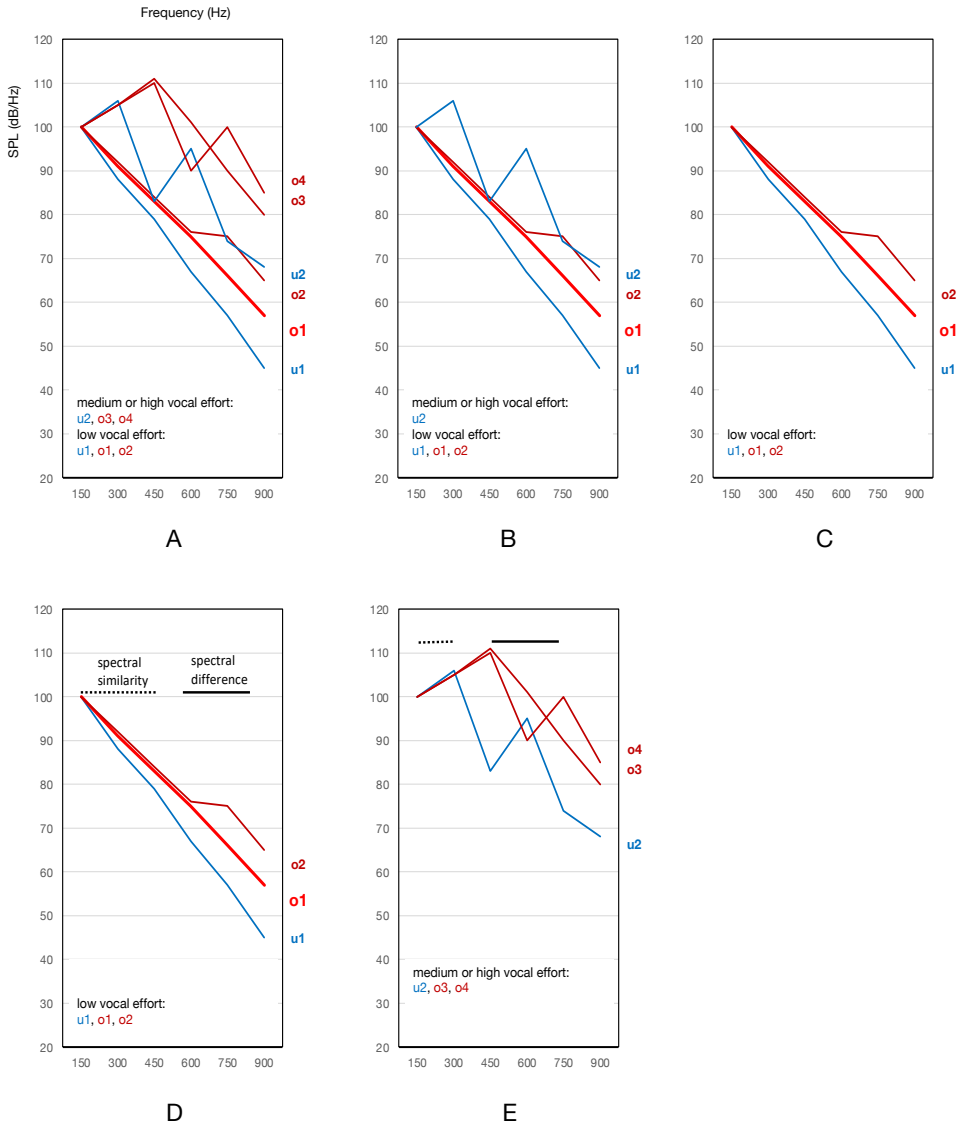 Frequency (Hz)
SPL (dB/Hz)
120
110
100
90
80
70
60
50
40
30
20
o4
o3
u2
o2
o1
u1
medium or high vocal effort:
u2, o3, o4
low vocal effort:
u1, o1, o2
150 300 450 600 750 900
A
120
110
100
90
80
70
60
50
40
30
20
u2
o2
o1
u1
medium or high vocal effort:
u2
low vocal effort:
u1, o1, o2
150 300 450 600 750 900
B
120
110
100
90
80
70
60
50
40
30
20
o2
o1
u1
low vocal effort:
u1, o1, o2
150 300 450 600 750 900
C
120
110
100
90
80
70
60
50
40
30
20
spectral
similarity
spectral
difference
o2
o1
u1
low vocal effort:
u1, o1, o2
150 300 450 600 750 900
D
120
110
100
90
80
70
60
50
40
30
20
o4
o3
u2
medium or high vocal effort:
u2, o3, o4
150 300 450 600 750 900
E